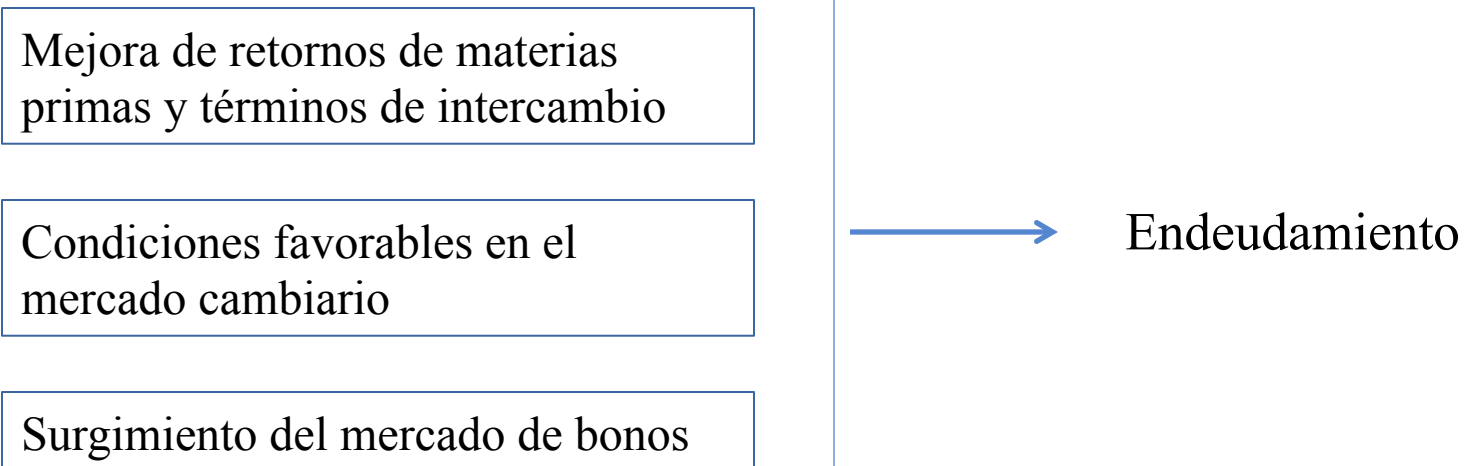 Mejora de retornos de materias
primas y términos de intercambio
Condiciones favorables en el
mercado cambiario
Endeudamiento
Surgimiento del mercado de bonos